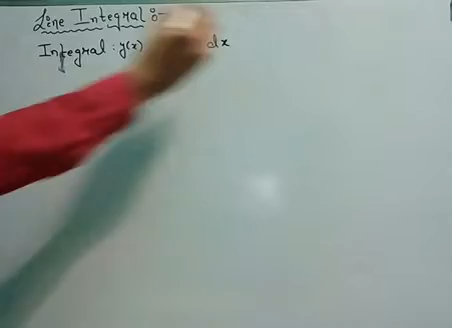 Line Integral :-
Integral : y(x) dx